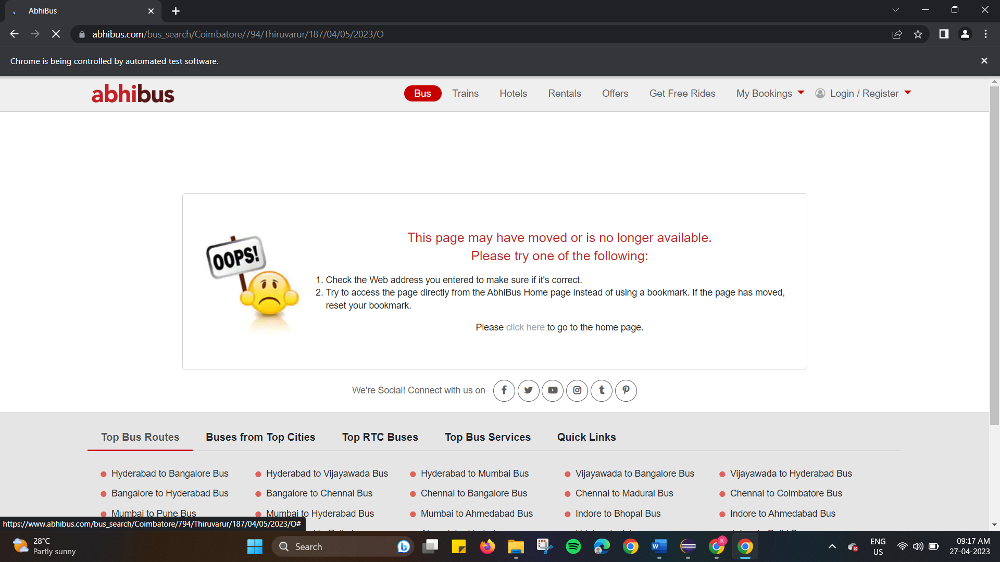 AbhiBus
abhibus.com/bus_search/Coimbatore/794/Thiruvarur/187/04/05/2023/O
Chrome is being controlled by automated test software.
abhibus
Bus
Trains
Hotels
Rentals
Offers
Get Free Rides
My Bookings
Login / Register
OOPS!
This page may have moved or is no longer available.
Please try one of the following:
1. Check the Web address you entered to make sure if it's correct.
2. Try to access the page directly from the AbhiBus Home page instead of using a bookmark. If the page has moved,
reset your bookmark.
Please click here to go to the home page.
We're Social! Connect with us on
Top Bus Routes
Buses from Top Cities
Top RTC Buses
Top Bus Services
Quick Links
Hyderabad to Bangalore Bus
Hyderabad to Vijayawada Bus
Hyderabad to Mumbai Bus
Vijayawada to Bangalore Bus
Vijayawada to Hyderabad Bus
Bangalore to Hyderabad Bus
Bangalore to Chennai Bus
Chennai to Bangalore Bus
Chennai to Madurai Bus
Chennai to Coimbatore Bus
Mumbai to Pune Bus
Mumbai to Hyderabad Bus
Mumbai to Ahmedabad Bus
Indore to Bhopal Bus
Indore to Ahmedabad Bus
https://www.abhibus.com/bus_search/Coimbatore/794/Thiruvarur/187/04/05/2023/O#
28°C
Partly sunny
Search
W
K
ENG
US
09:17 AM
27-04-2023